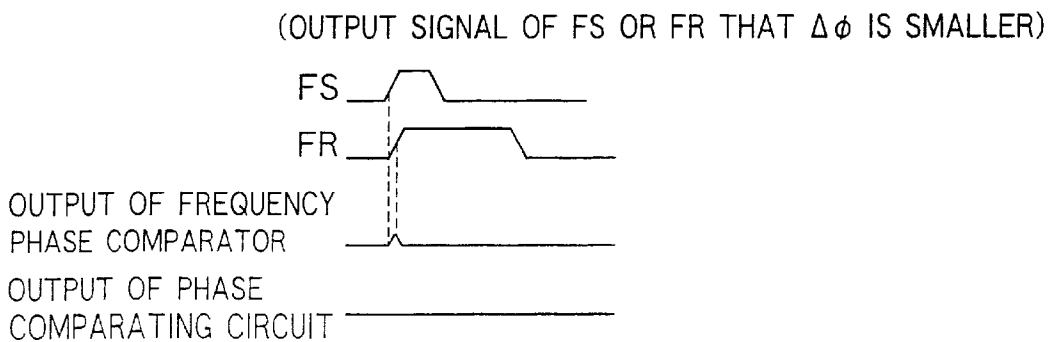 (OUTPUT SIGNAL OF FS OR FR THAT Δφ IS SMALLER)
FS
FR
OUTPUT OF FREQUENCY
PHASE COMPARATOR
OUTPUT OF PHASE
COMPARATING CIRCUIT